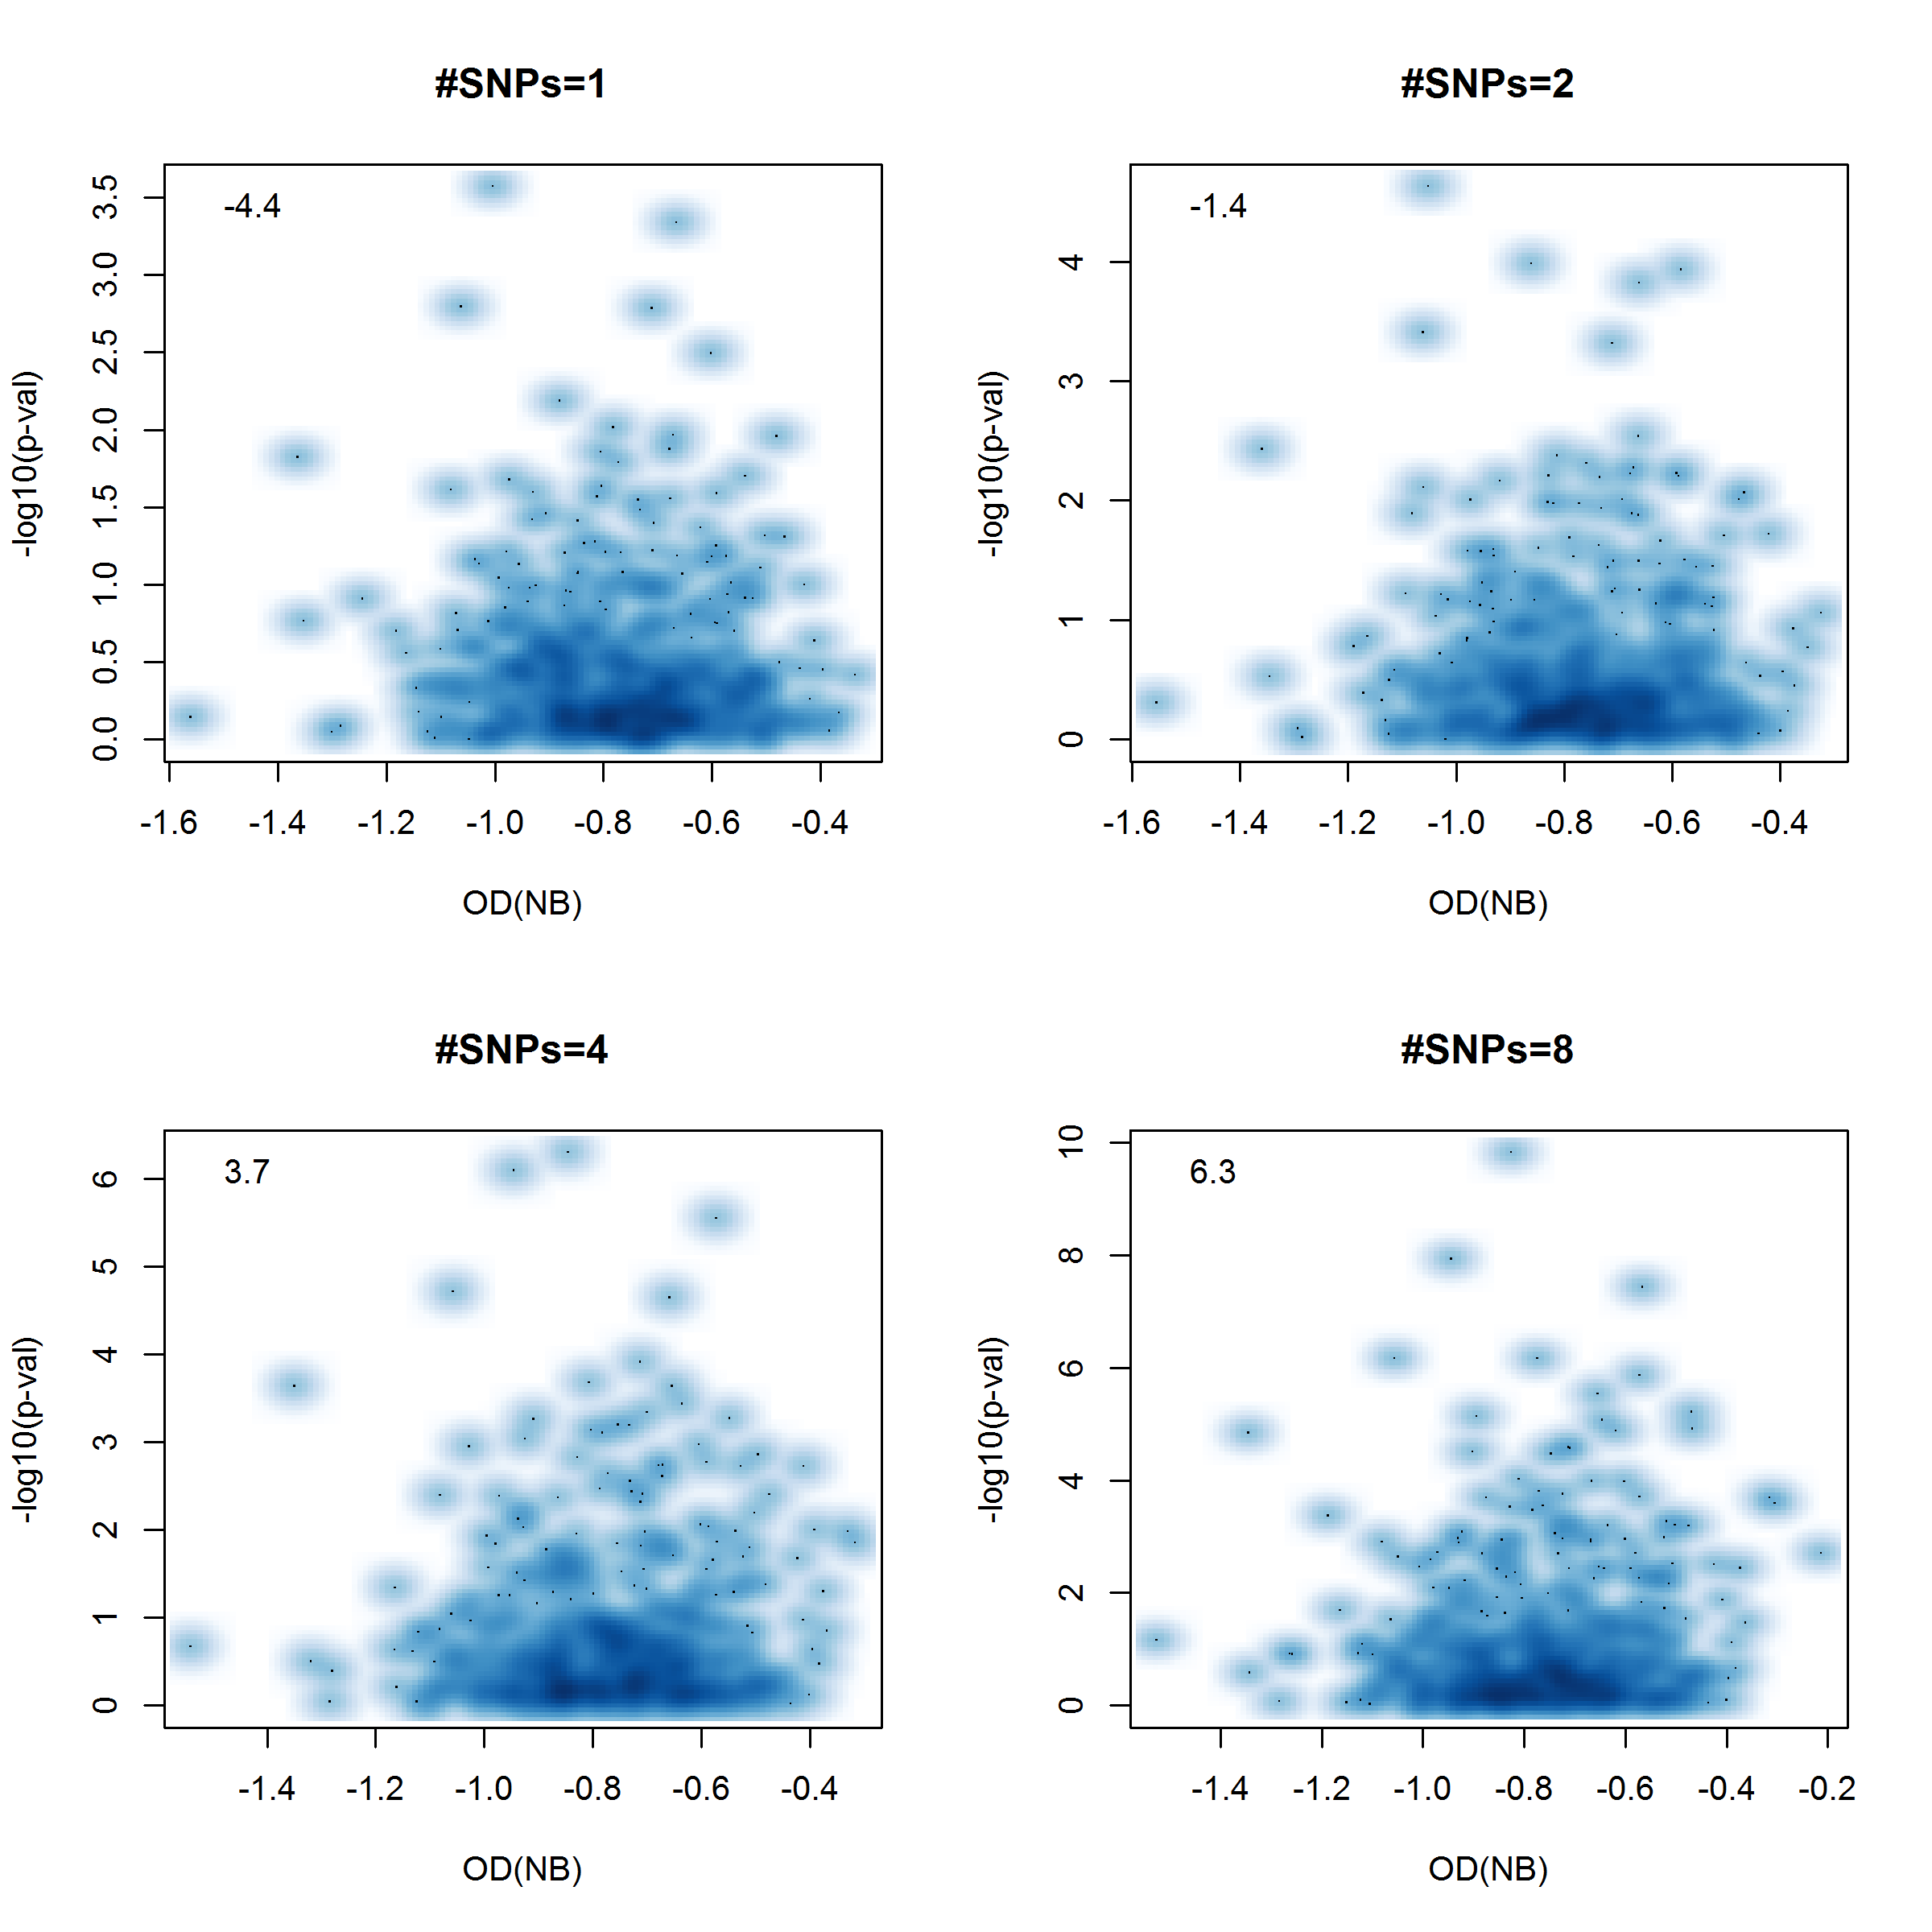 #SNPs=1
-4.4
-log10(p-val)
3.5
3.0
2.5
2.0
1.5
1.0
0.5
0.0
-1.6 -1.4 -1.2 -1.0 -0.8 -0.6 -0.4
OD(NB)
#SNPs=2
-1.4
-log10(p-val)
4
3
2
1
0
-1.6 -1.4 -1.2 -1.0 -0.8 -0.6 -0.4
OD(NB)
#SNPs=4
3.7
-log10(p-val)
6
5
4
3
2
1
0
-1.4 -1.2 -1.0 -0.8 -0.6 -0.4
OD(NB)
#SNPs=8
6.3
-log10(p-val)
10
8
6
4
2
0
-1.4 -1.2 -1.0 -0.8 -0.6 -0.4 -0.2
OD(NB)